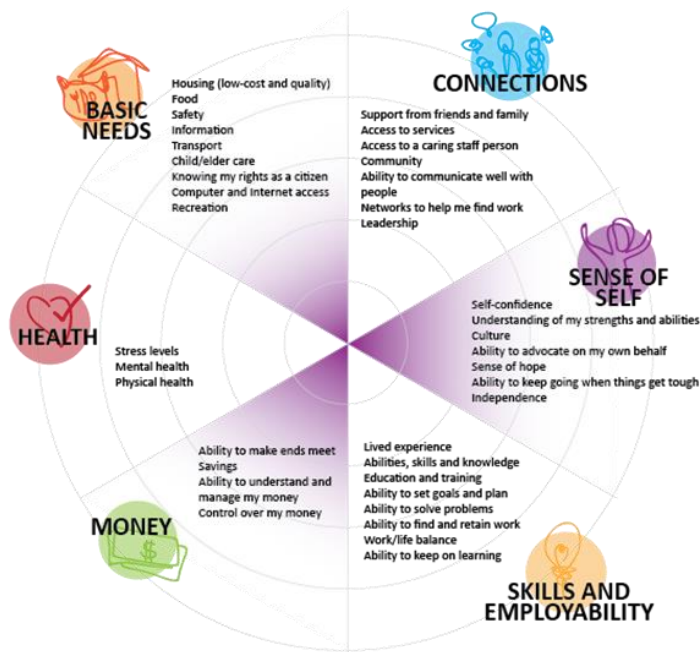 BASIC
NEEDS
Housing (low-cost and quality)
Food
Safety
Information
Transport
Child/elder care
Knowing my rights as a citizen
Computer and Internet access
Recreation
CONNECTIONS
Support from friends and family
Access to services
Access to a caring staff person
Community
Ability to communicate well with
people
Networks to help me find work
Leadership
SENSE OF
SELF
Self-confidence
Understanding of my strengths and abilities
Culture
Ability to advocate on my own behalf
Sense of hope
Ability to keep going when things get tough
Independence
HEALTH
Stress levels
Mental health
Physical health
MONEY
$
Ability to make ends meet
Savings
Ability to understand and
manage my money
Control over my money
Lived experience
Abilities, skills and knowledge
Education and training
Ability to set goals and plan
Ability to solve problems
Ability to find and retain work
Work/life balance
Ability to keep on learning
SKILLS AND
EMPLOYABILITY